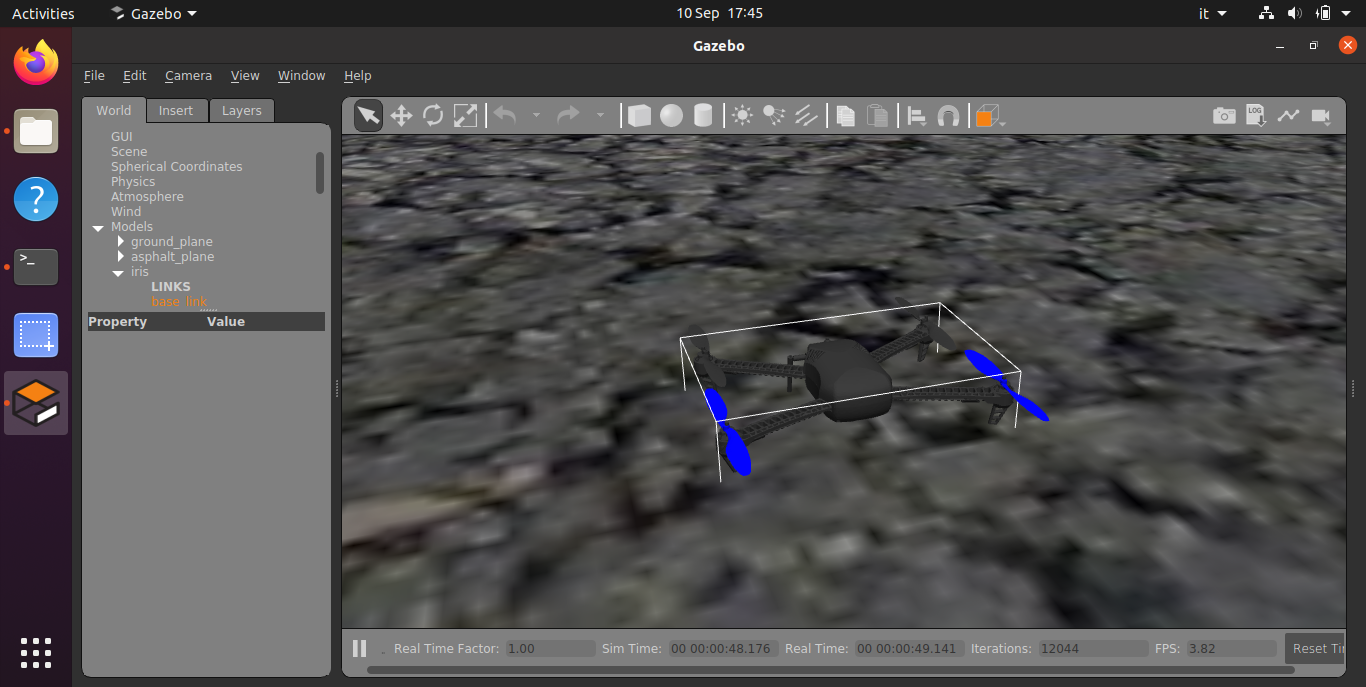 Activities Gazebo 10 Sep 17:45 it
Gazebo
File Edit Camera View Window Help
World Insert Layers
LOG
GUI
Scene
Spherical Coordinates
Physics
Atmosphere
Wind
Models
ground_plane
asphalt_plane
iris
LINKS
base_link
Property Value
Real Time Factor: 1.00 Sim Time: 00 00:00:48.176 Real Time: 00 00:00:49.141 Iterations: 12044 FPS: 3.82 Reset Ti